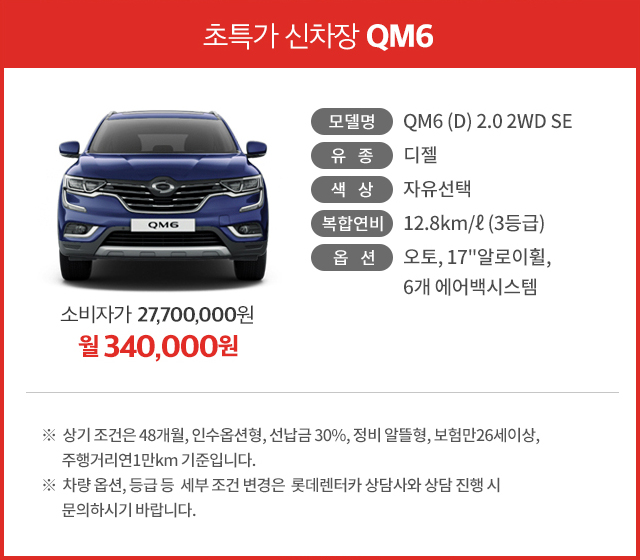 초특가 신차장 QM6
모델명 QM6 (D) 2.0 2WD SE
유 종 디젤
색 상 자유선택
복합연비 12.8km/ℓ (3등급)
옵 션 오토, 17"알로이휠,
6개 에어백시스템
QM6
소비자가 27,700,000원
월 340,000원
※ 상기 조건은 48개월, 인수옵션형, 선납금 30%, 정비 알뜰형, 보험만26세이상,
주행거리연1만km 기준입니다.
※ 차량 옵션, 등급 등 세부 조건 변경은 롯데렌터카 상담사와 상담 진행 시
문의하시기 바랍니다.